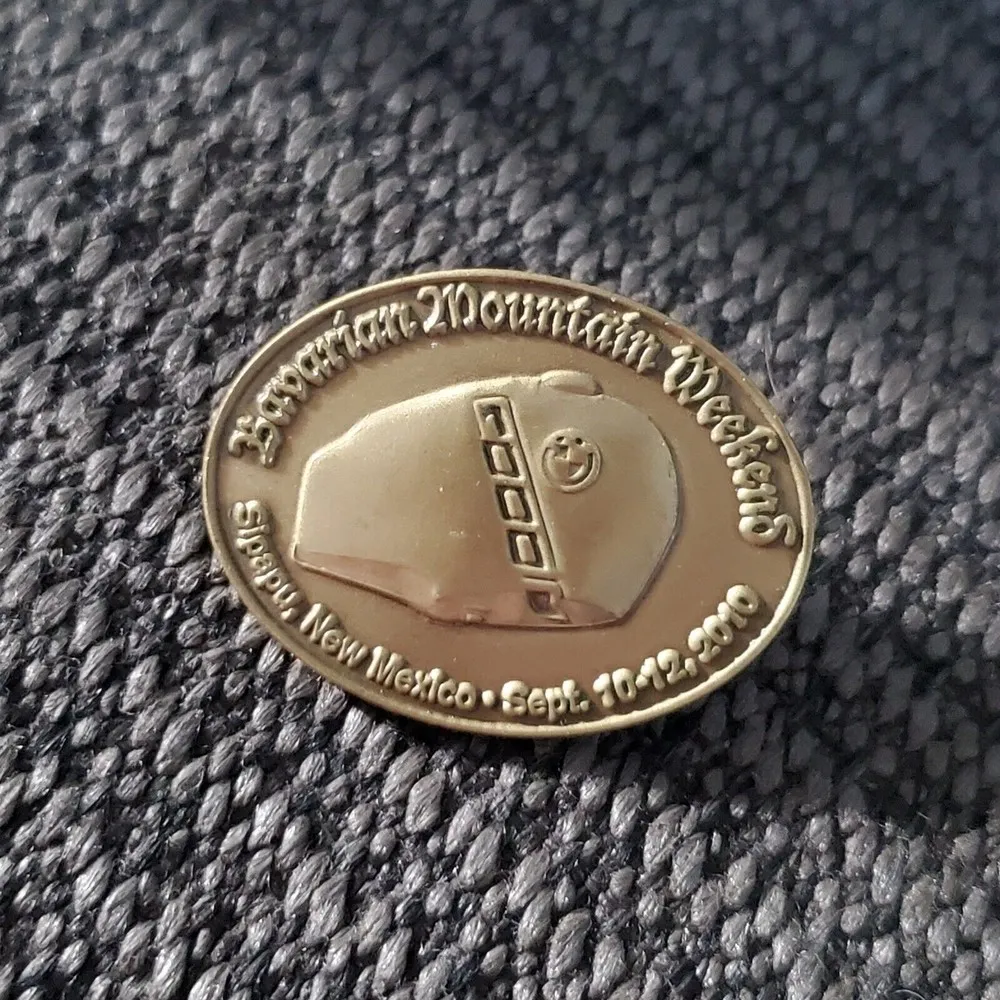 Bavarian Mountain Weekend
Sipapu, New Mexico • Sept. 10-12, 2010